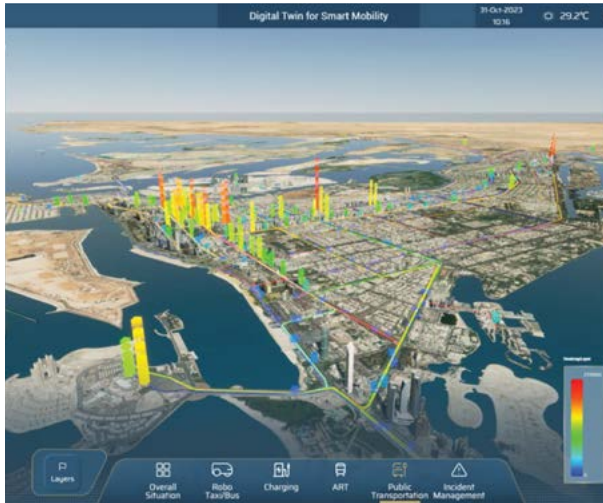 Digital Twin for Smart Mobility
31-Oct-2023
10:16
29.2°C
0
Layers
Overall
Situation
Robo
Taxi/Bus
Charging
ART
Public
Transportation
Incident
Management